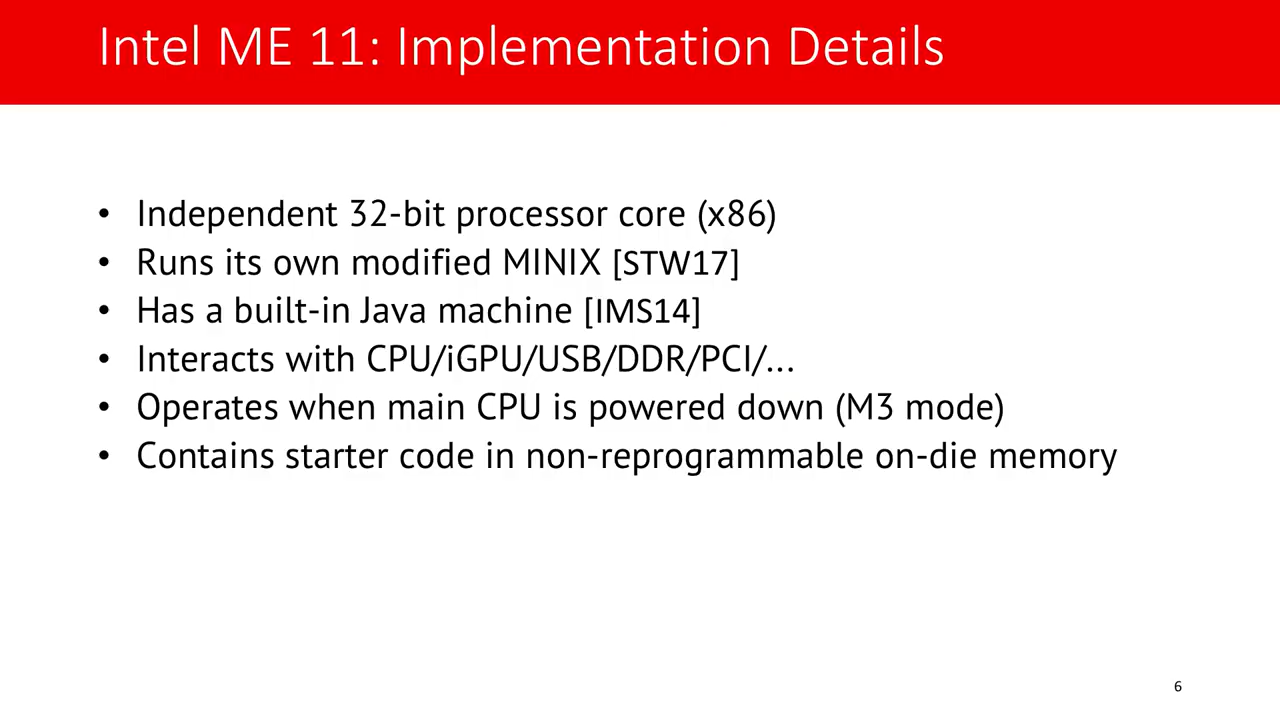 Intel ME 11: Implementation Details
• Independent 32-bit processor core (x86)
• Runs its own modified MINIX [STW17]
• Has a built-in Java machine [IMS14]
• Interacts with CPU/iGPU/USB/DDR/PCI/...
• Operates when main CPU is powered down (M3 mode)
• Contains starter code in non-reprogrammable on-die memory
6